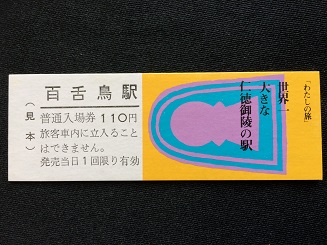 百舌鳥駅
(見本)
普通入場券 110円
旅客車内に立入ること
はできません。
発売当日1回限り有効
「わたしの旅」
世界一
大きな
仁徳御陵の駅